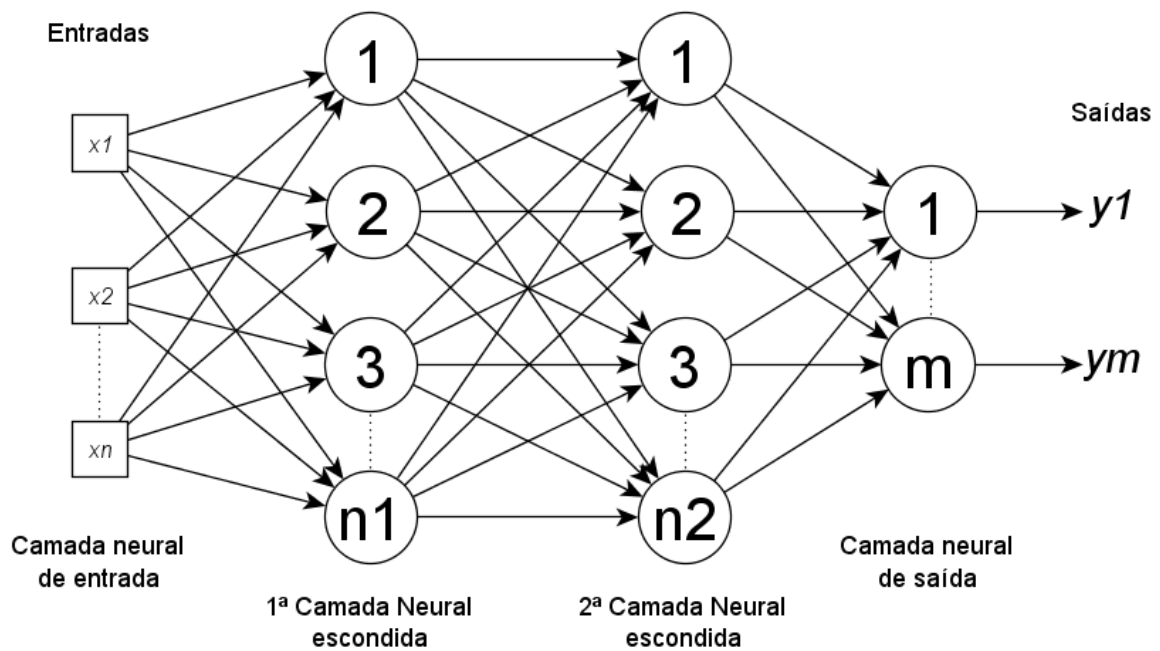 Entradas
Saídas
x1
x2
xn
1
2
3
n1
1
2
3
n2
1
m
y1
ym
Camada neural
de entrada
1ª Camada Neural
escondida
2ª Camada Neural
escondida
Camada neural
de saída